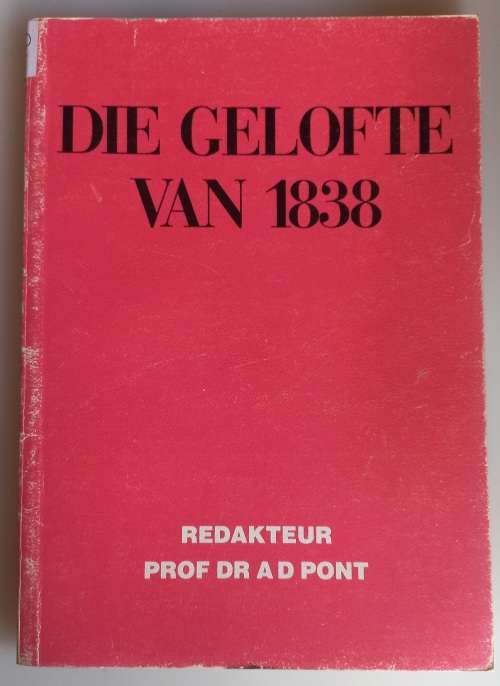 DIE GELOFTE
VAN 1838
REDAKTEUR
PROF DR A D PONT